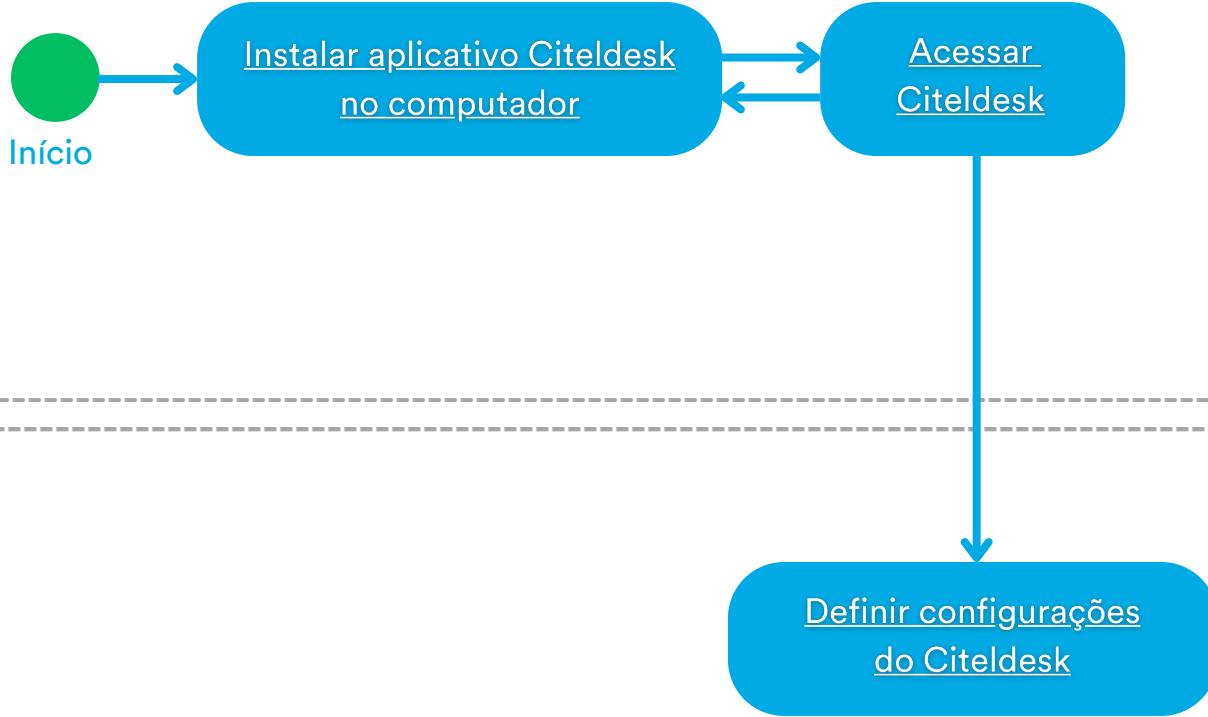 Instalar aplicativo Citeldesk
no computador
Acessar
Citeldesk
Início
Definir configurações
do Citeldesk